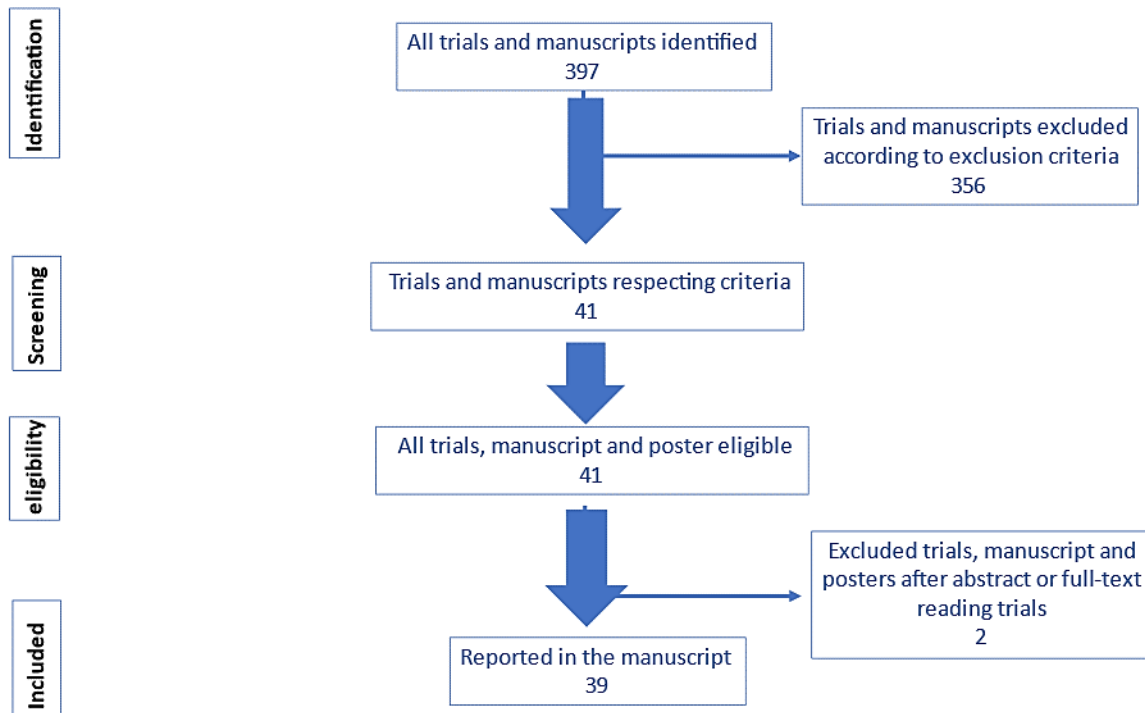 Identification
All trials and manuscripts identified
397
Trials and manuscripts excluded
according to exclusion criteria
356
Screening
Trials and manuscripts respecting criteria
41
eligibility
All trials, manuscript and poster eligible
41
Excluded trials, manuscript and
posters after abstract or full-text
reading trials
2
Included
Reported in the manuscript
39